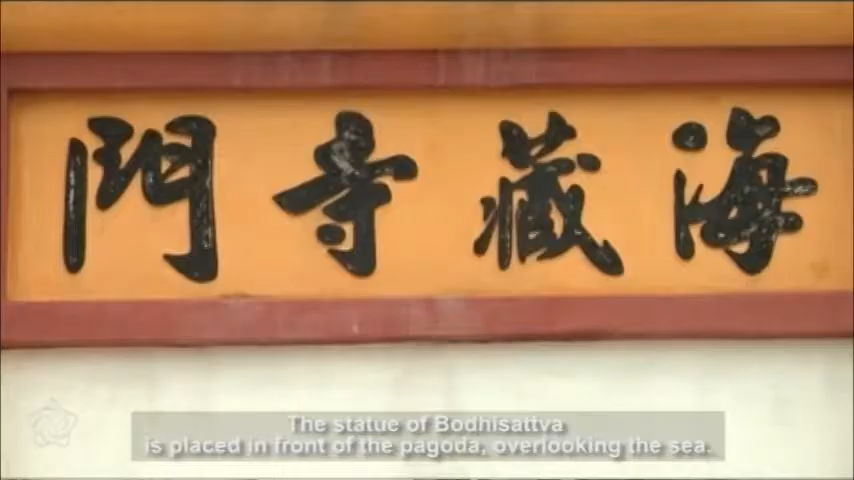 海藏寺門
The statue of Bodhisattva
is placed in front of the pagoda, overlooking the sea.